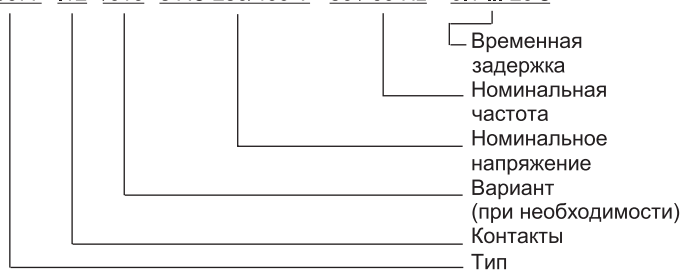 Временная
задержка
Номинальная
частота
Номинальное
напряжение
Вариант
(при необходимости)
Контакты
Тип